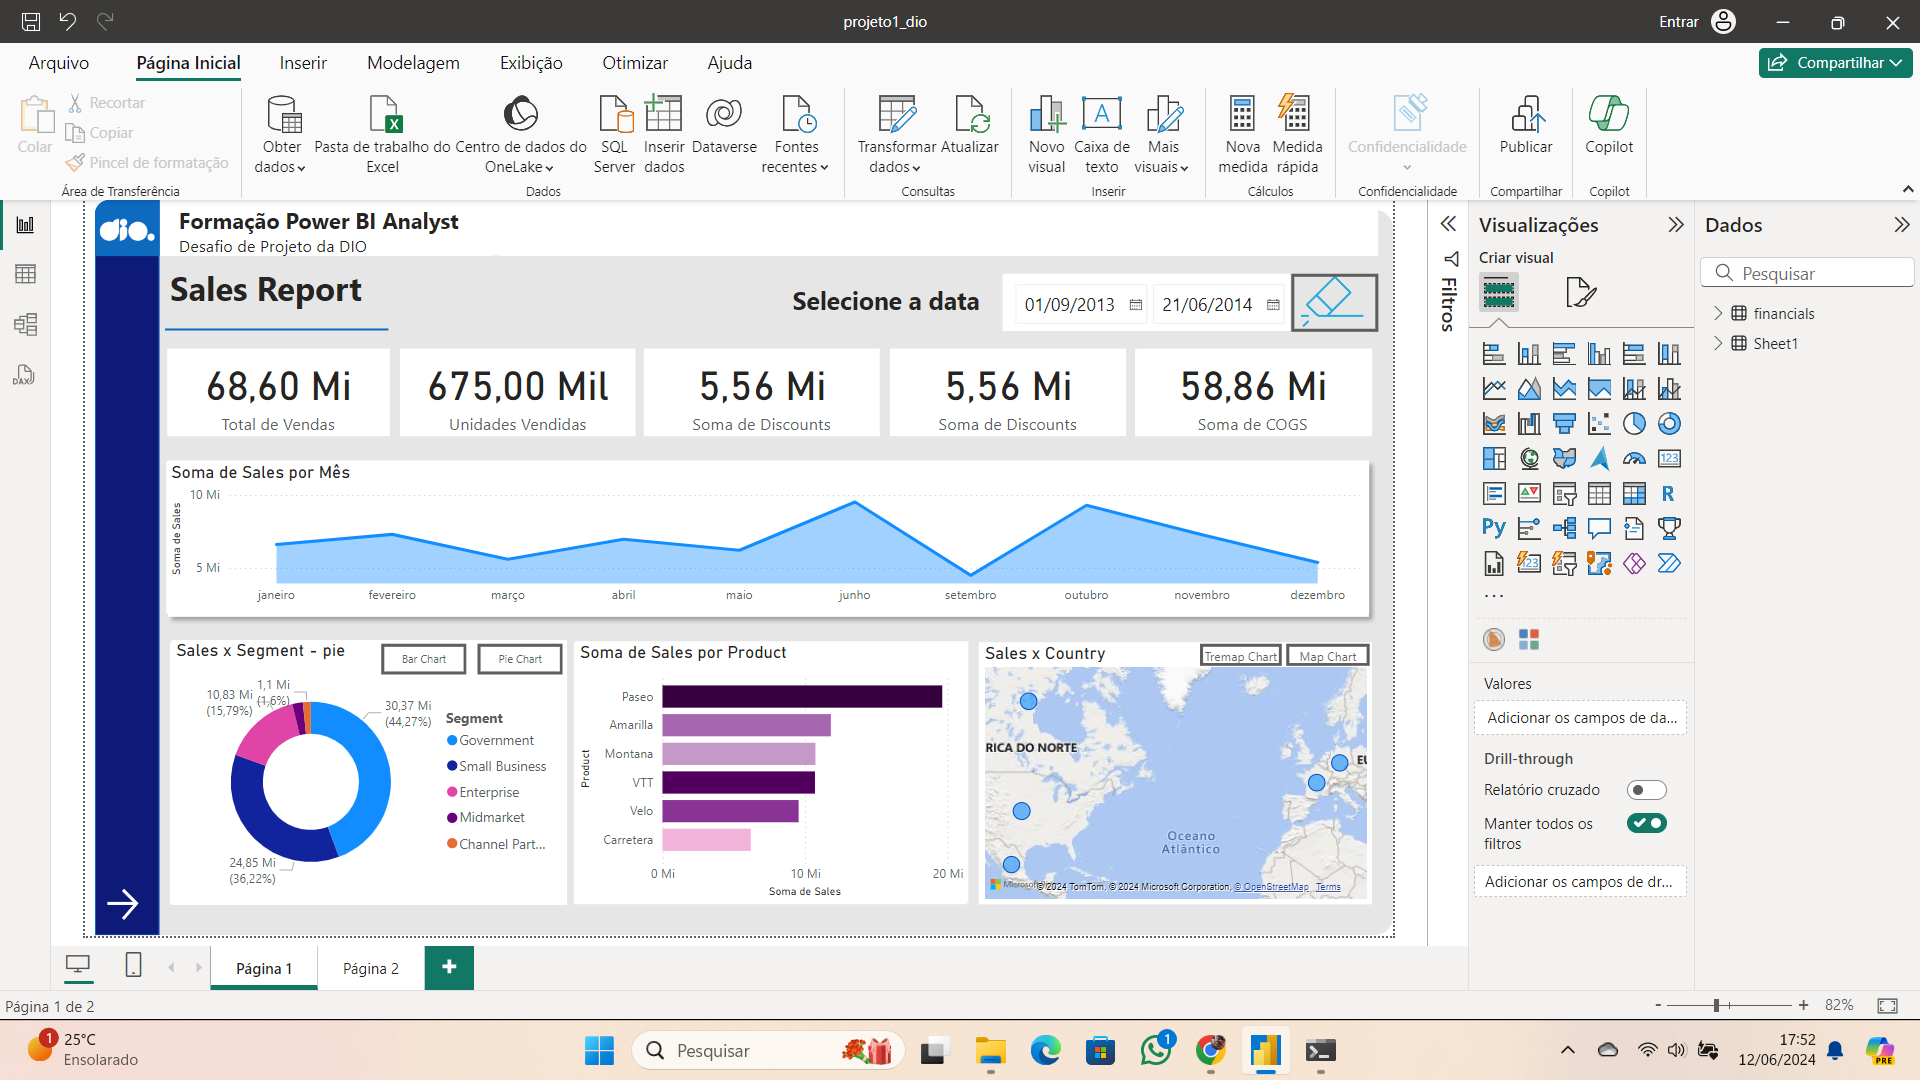 projeto1_dio
Entrar
Arquivo
Página Inicial
Inserir
Modelagem
Exibição
Otimizar
Ajuda
Compartilhar
Colar
Recortar
Copiar
Pincel de formatação
Área de Transferência
Obter dados
Pasta de trabalho do Excel
Centro de dados do OneLake
SQL Server
Inserir dados
Dataverse
Fontes recentes
Dados
Transformar dados
Atualizar
Consultas
Novo visual
Caixa de texto
Mais visuais
Inserir
Nova medida
Medida rápida
Cálculos
Confidencialidade
Confidencialidade
Publicar
Compartilhar
Copilot
Copilot
DAX
dio.
Formação Power BI Analyst
Desafio de Projeto da DIO
Sales Report
Selecione a data
01/09/2013
21/06/2014
68,60 Mi
Total de Vendas
675,00 Mil
Unidades Vendidas
5,56 Mi
Soma de Discounts
5,56 Mi
Soma de Discounts
58,86 Mi
Soma de COGS
Soma de Sales por Mês
Soma de Sales
10 Mi
5 Mi
janeiro
fevereiro
março
abril
maio
junho
setembro
outubro
novembro
dezembro
Sales x Segment - pie
Bar Chart
Pie Chart
1,1 Mi
(1,6%)
10,83 Mi
(15,79%)
30,37 Mi
(44,27%)
24,85 Mi
(36,22%)
Segment
Government
Small Business
Enterprise
Midmarket
Channel Part...
Soma de Sales por Product
Product
Paseo
Amarilla
Montana
VTT
Velo
Carretera
0 Mi
10 Mi
20 Mi
Soma de Sales
Sales x Country
Tremap Chart
Map Chart
RICA DO NORTE
EU
Oceano
Atlântico
© 2024 TomTom, © 2024 Microsoft Corporation, © OpenStreetMap Terms
Filtros
Visualizações
Criar visual
123
R
Py
123
...
Valores
Adicionar os campos de da...
Drill-through
Relatório cruzado
Manter todos os
filtros
Adicionar os campos de dr...
Dados
Pesquisar
financials
Sheet1
Página 1
Página 2
+
Página 1 de 2
- + 82%
1
25°C
Ensolarado
Pesquisar
1
17:52
12/06/2024
PRE